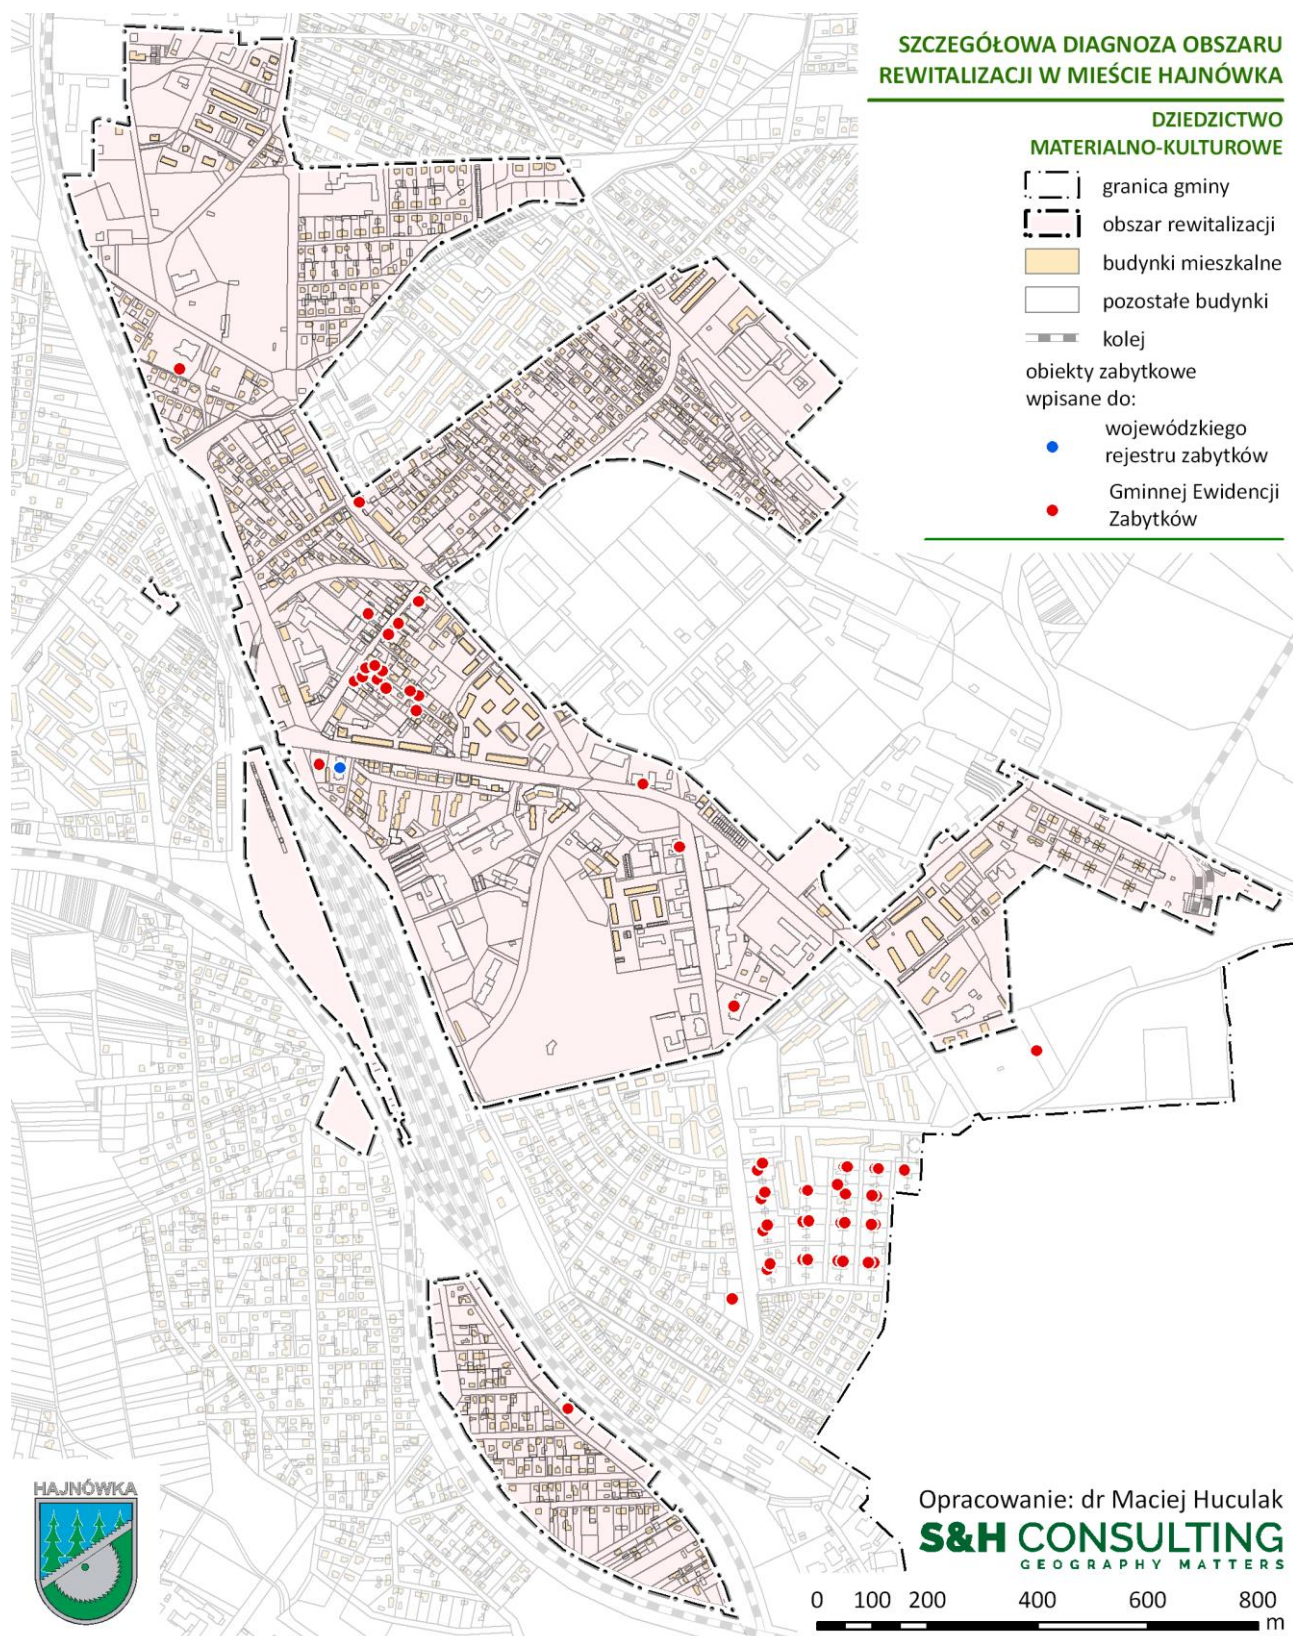 SZCZEGÓŁOWA DIAGNOZA OBSZARU
REWITALIZACJI W MIEŚCIE HAJNÓWKA
DZIEDZICTWO
MATERIALNO-KULTUROWE
granica gminy
obszar rewitalizacji
budynki mieszkalne
pozostałe budynki
kolej
obiekty zabytkowe
wpisane do:
wojewódzkiego
rejestru zabytków
Gminnej Ewidencji
Zabytków
HAJNÓWKA
Opracowanie: dr Maciej Huculak
S&H CONSULTING
GEOGRAPHY MATTERS
0 100 200 400 600 800
m